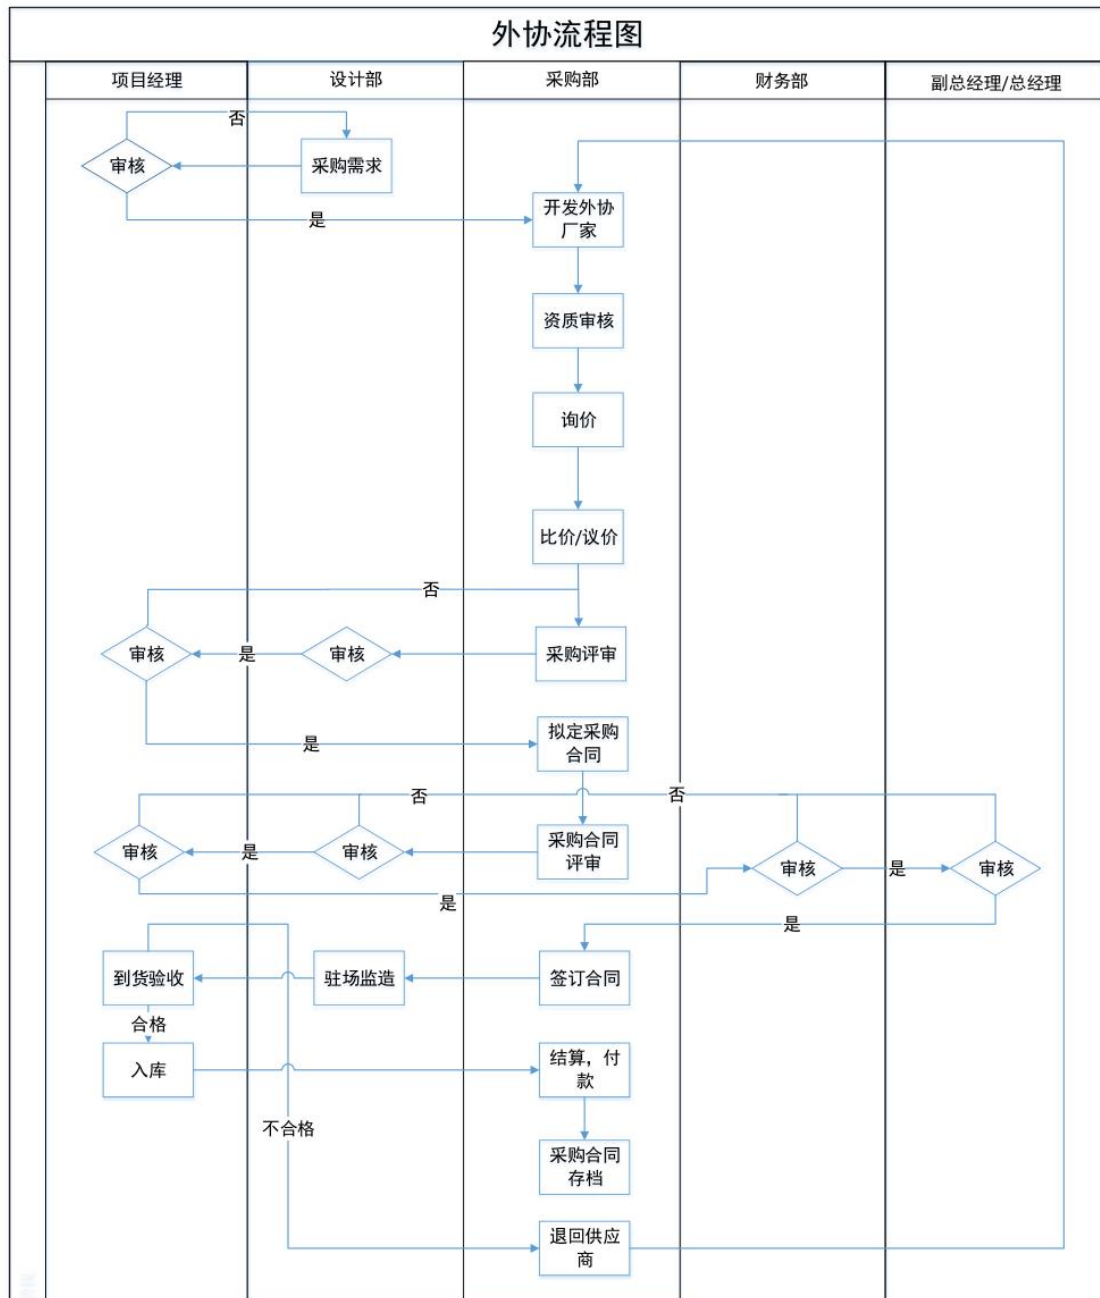 外协流程图
项目经理
设计部
采购部
财务部
副总经理/总经理
否
审核
采购需求
是
开发外协
厂家
资质审核
询价
比价/议价
否
审核
是
审核
采购评审
是
拟定采购
合同
否
否
审核
是
审核
采购合同
评审
审核
是
审核
是
是
到货验收
驻场监造
签订合同
合格
入库
结算，付
款
不合格
采购合同
存档
退回供应
商